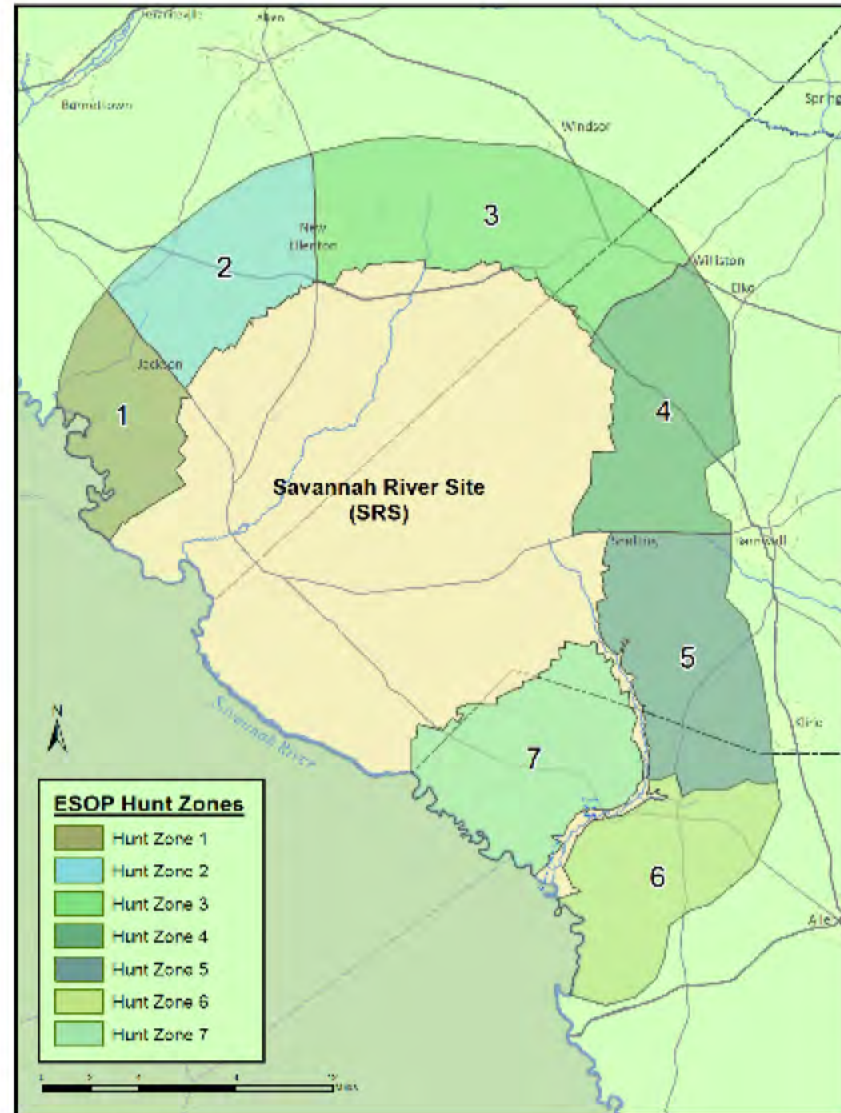 Aiken
Windsor
3
New
Ellenton
2
Williston
Elko
Jackson
1
4
Savannah River Site
(SRS)
Snelling
Barnwell
5
N
Savannah River
Kline
7
6
ESOP Hunt Zones
Hunt Zone 1
Hunt Zone 2
Hunt Zone 3
Hunt Zone 4
Hunt Zone 5
Hunt Zone 6
Hunt Zone 7
Miles